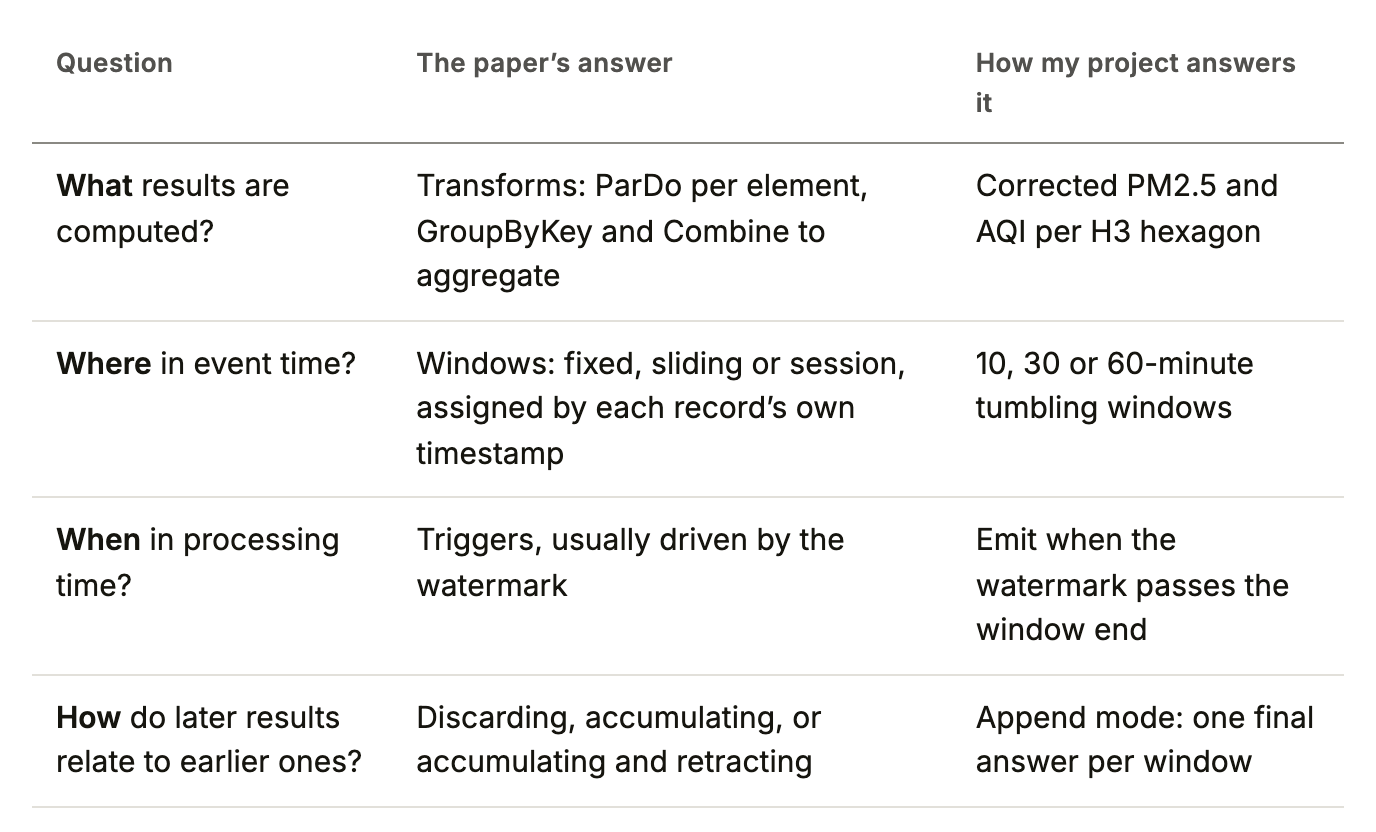 Question
The paper’s answer
How my project answers
it
What results are
computed?
Transforms: ParDo per element,
GroupByKey and Combine to
aggregate
Corrected PM2.5 and
AQI per H3 hexagon
Where in event time?
Windows: fixed, sliding or session,
assigned by each record’s own
timestamp
10, 30 or 60-minute
tumbling windows
When in processing
time?
Triggers, usually driven by the
watermark
Emit when the
watermark passes the
window end
How do later results
relate to earlier ones?
Discarding, accumulating, or
accumulating and retracting
Append mode: one final
answer per window